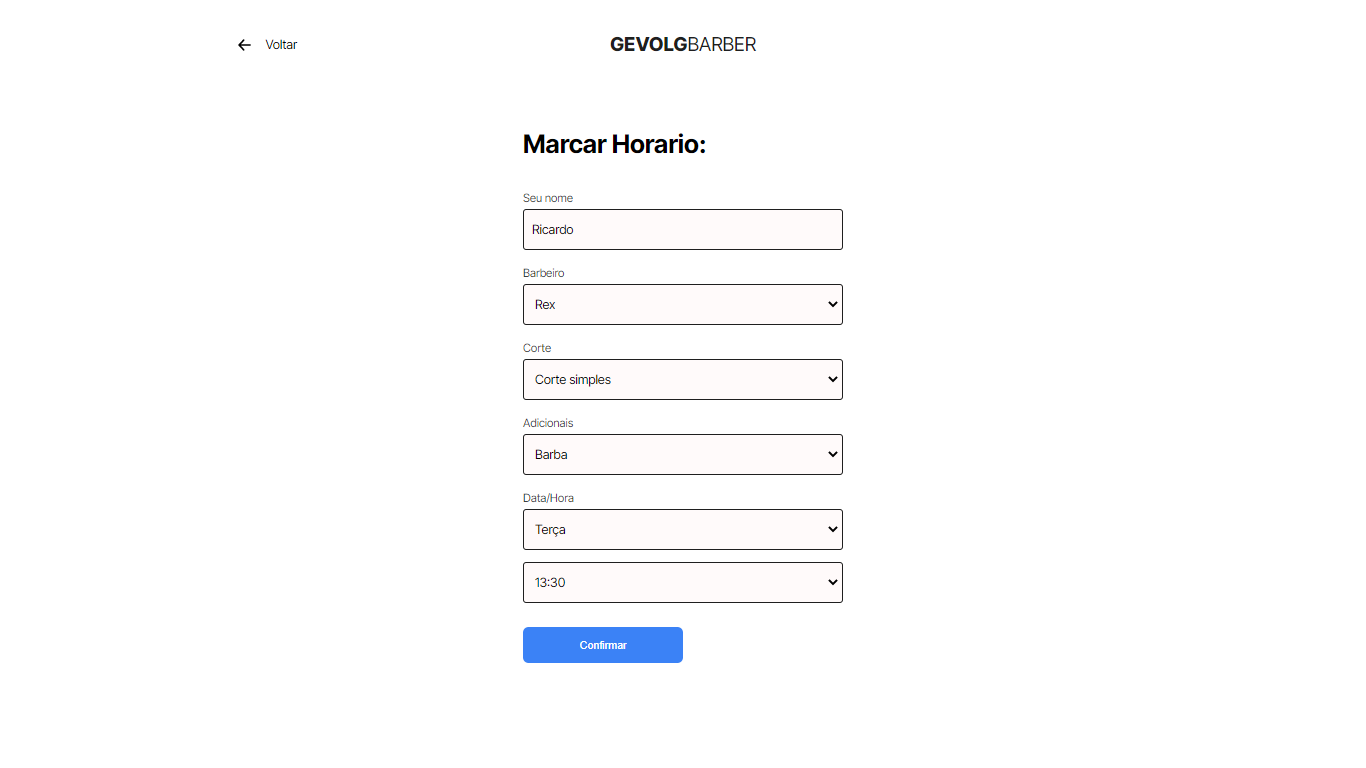 Voltar
GEVOLGBARBER
Marcar Horario:
Seu nome
Ricardo
Barbeiro
Rex
Corte
Corte simples
Adicionais
Barba
Data/Hora
Terça
13:30
Confirmar